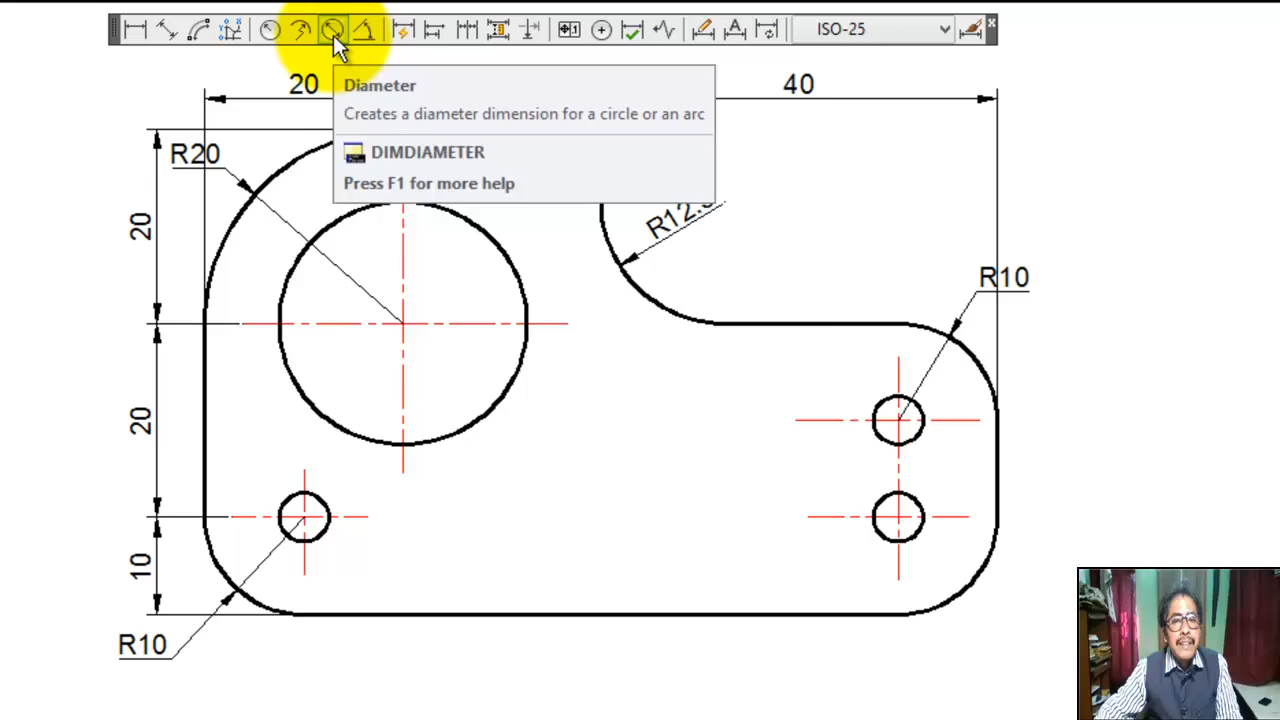 ISO-25
20
40
Diameter
Creates a diameter dimension for a circle or an arc
DIMDIAMETER
Press F1 for more help
R20
20
R10
20
10
R10